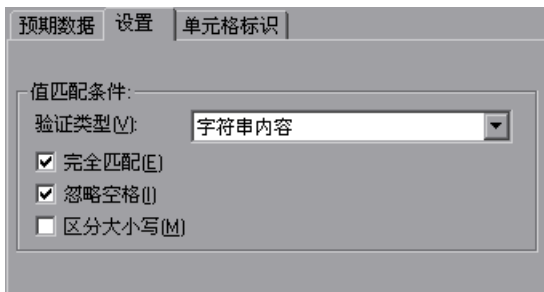 预期数据 设置 单元格标识
值匹配条件:
验证类型(V): 字符串内容
完全匹配(E)
忽略空格(I)
区分大小写(M)